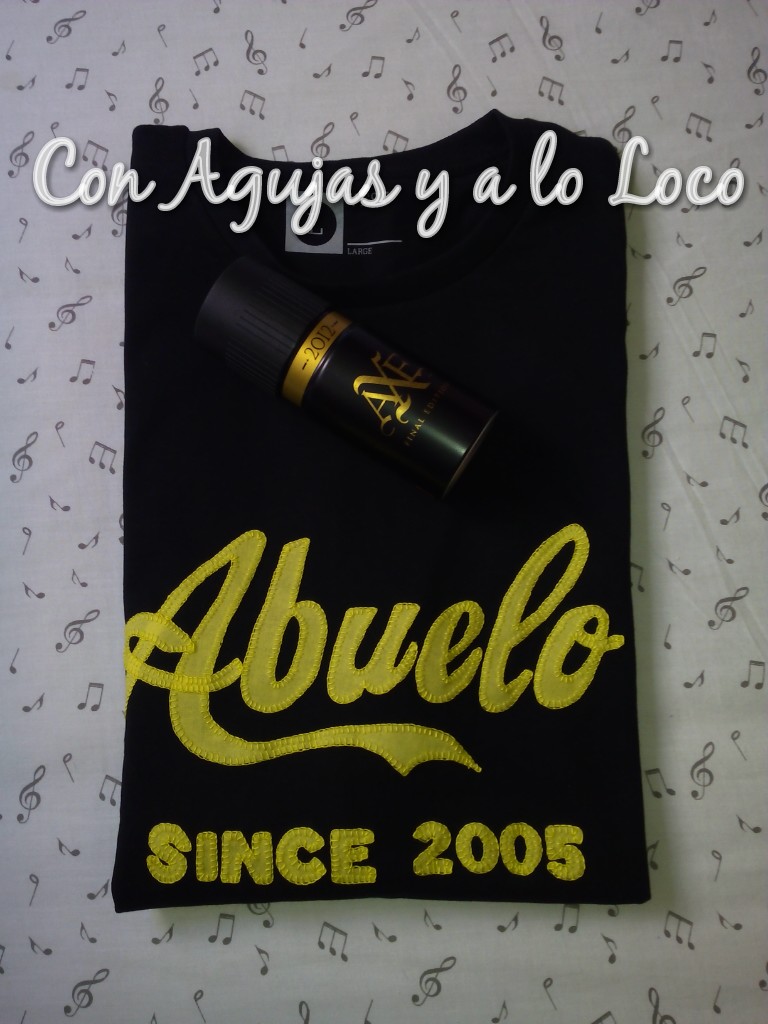 Con Agujas y a lo Loco
L
LARGE
-2012-
AXE
FINAL EDITION
Abuelo
SINCE 2005